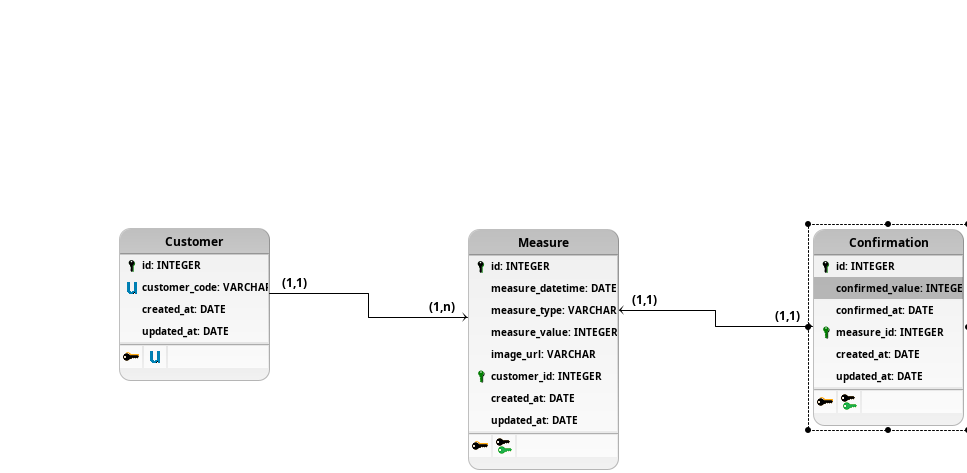 Customer
id: INTEGER
customer_code: VARCHAR
created_at: DATE
updated_at: DATE
(1,1)
(1,n)
Measure
id: INTEGER
measure_datetime: DATE
measure_type: VARCHAR
measure_value: INTEGER
image_url: VARCHAR
customer_id: INTEGER
created_at: DATE
updated_at: DATE
(1,1)
(1,1)
Confirmation
id: INTEGER
confirmed_value: INTEGE
confirmed_at: DATE
measure_id: INTEGER
created_at: DATE
updated_at: DATE